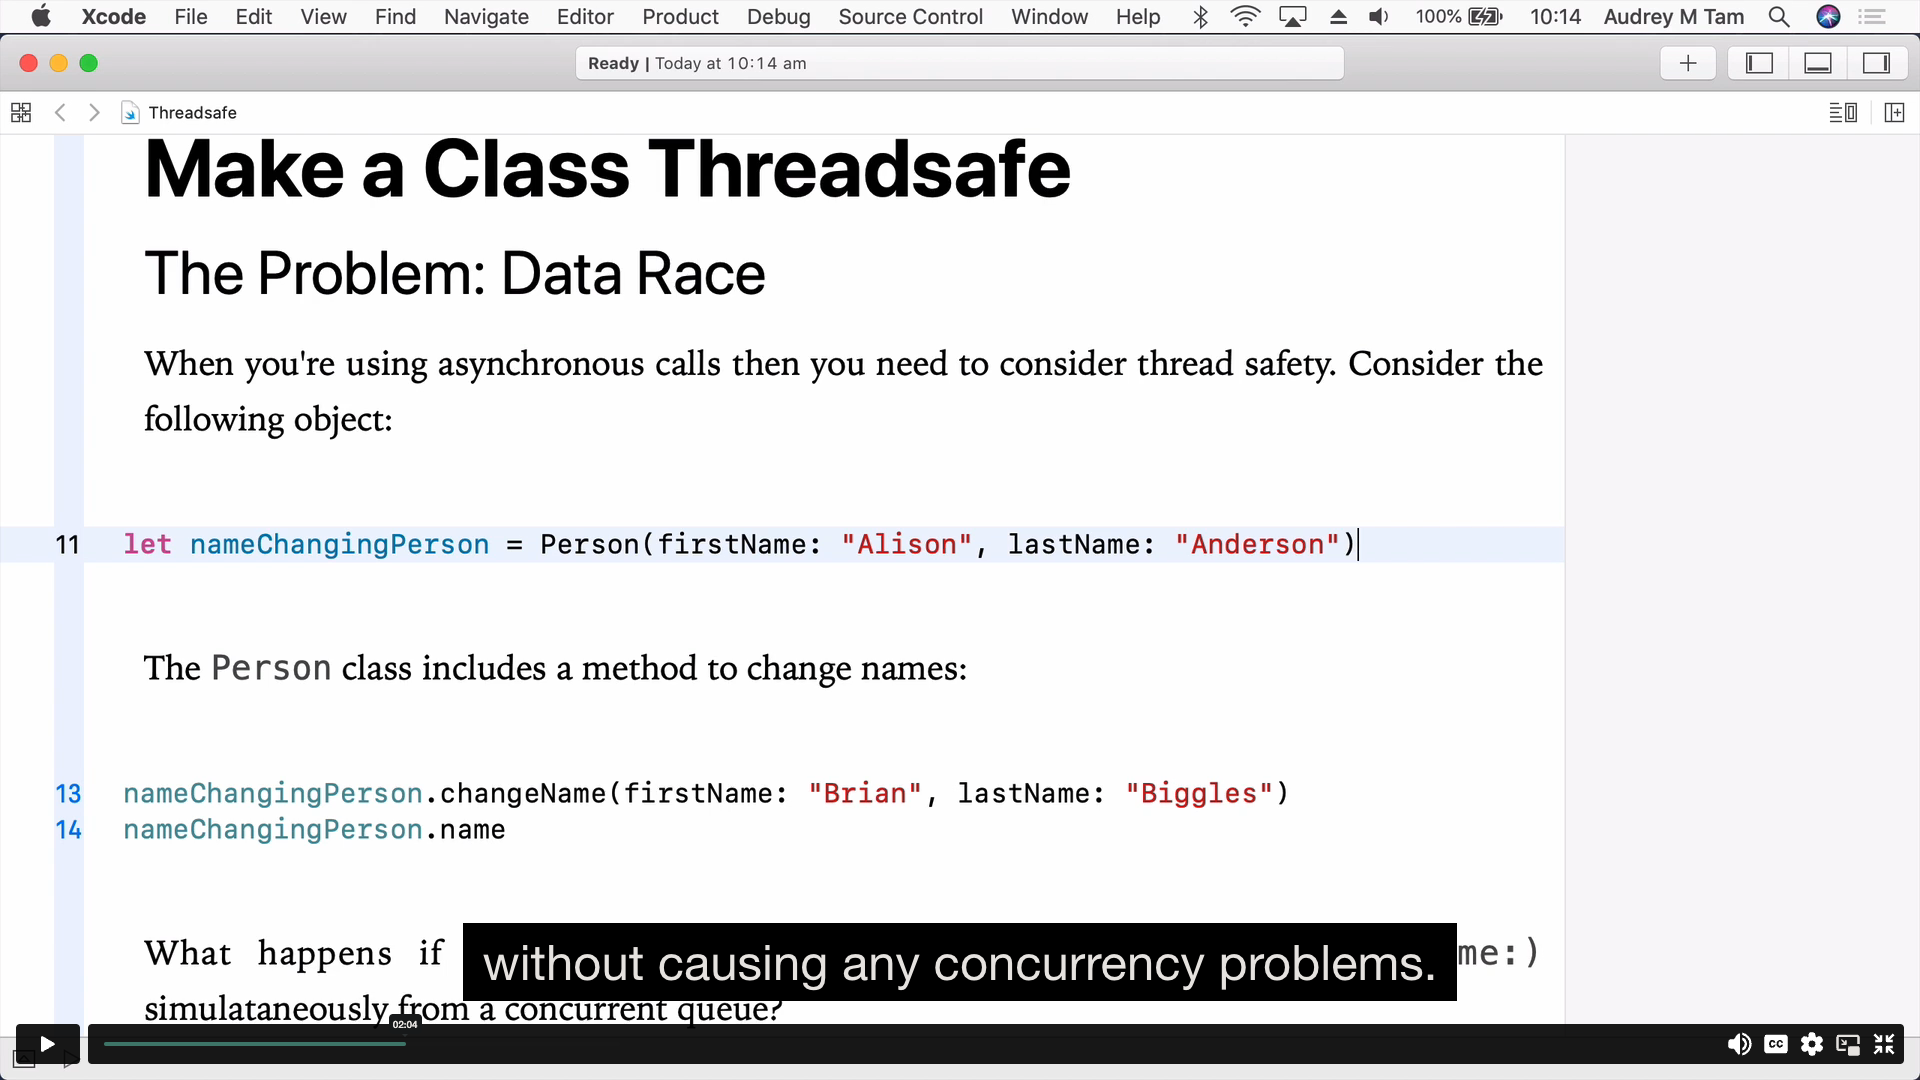 Xcode File Edit View Find Navigate Editor Product Debug Source Control Window Help 100% 10:14 Audrey M Tam
Ready | Today at 10:14 am
Threadsafe
Make a Class Threadsafe
The Problem: Data Race
When you're using asynchronous calls then you need to consider thread safety. Consider the
following object:
11 let nameChangingPerson = Person(firstName: "Alison", lastName: "Anderson")
The Person class includes a method to change names:
13 nameChangingPerson.changeName(firstName: "Brian", lastName: "Biggles")
14 nameChangingPerson.name
What happens if me:)
without causing any concurrency problems.
simulataneously from a concurrent queue?
02:04
CC